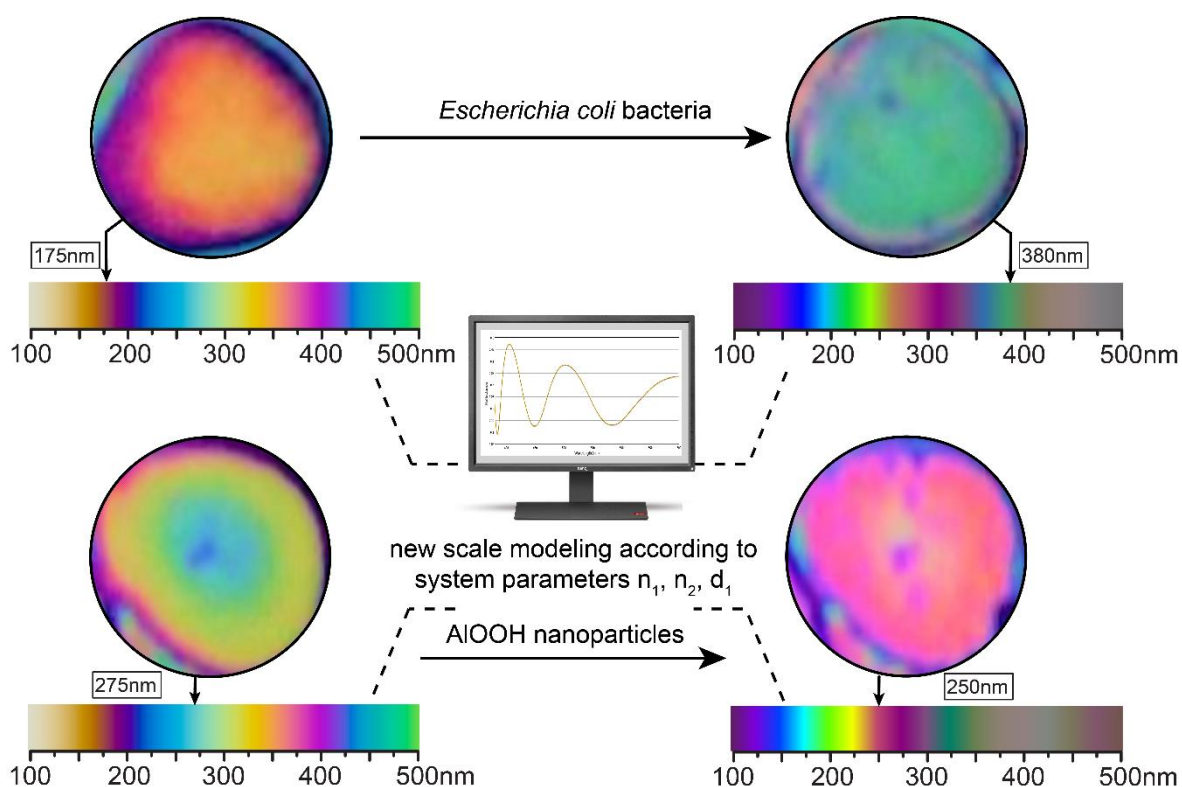 Escherichia coli bacteria
175nm
380nm
100 200 300 400 500nm
100 200 300 400 500nm
new scale modeling according to
system parameters n₁, n₂, d₁
AlOOH nanoparticles
275nm
250nm
100 200 300 400 500nm
100 200 300 400 500nm